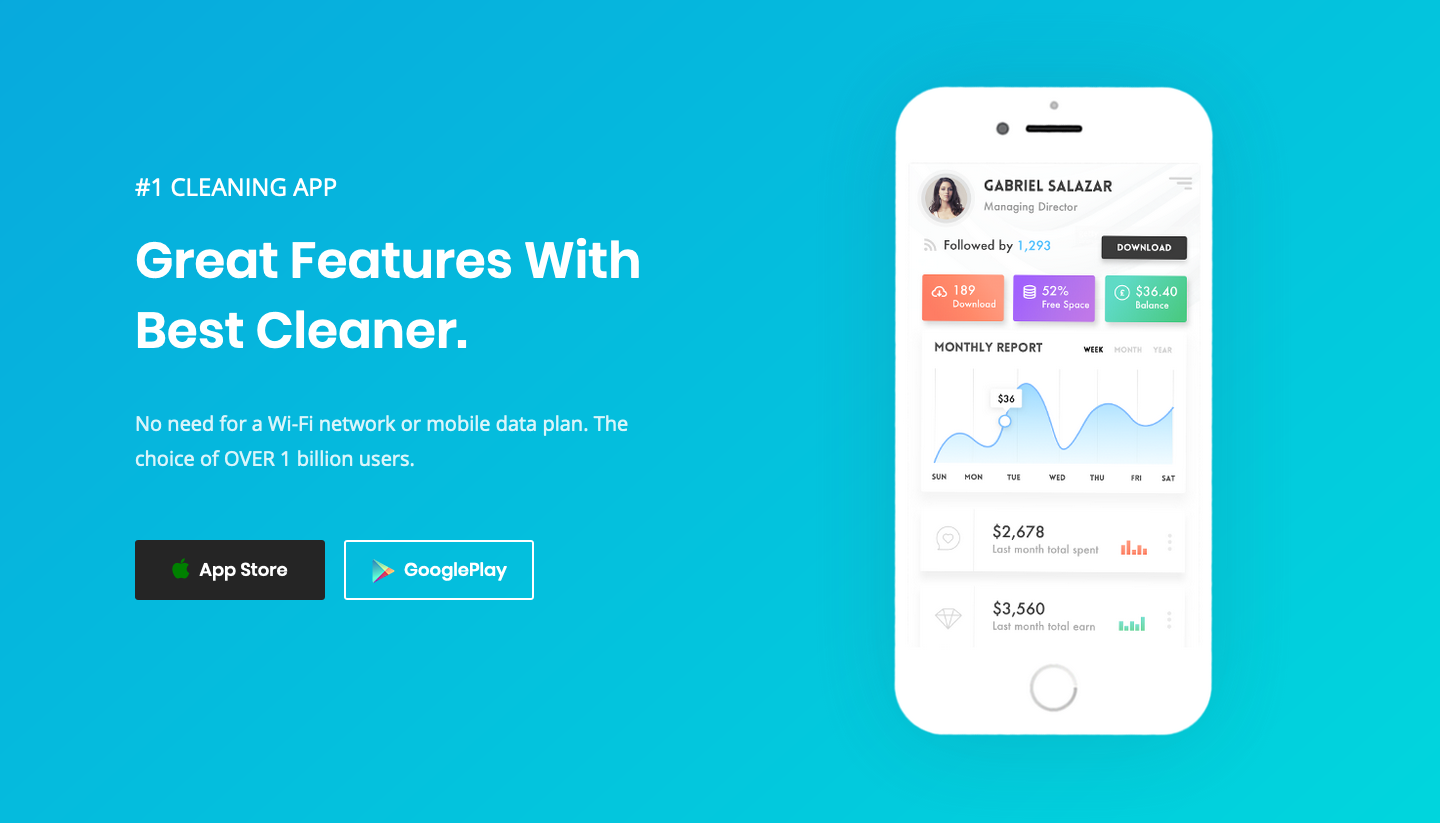 #1 CLEANING APP
Great Features With
Best Cleaner.
No need for a Wi-Fi network or mobile data plan. The
choice of OVER 1 billion users.
App Store
GooglePlay
GABRIEL SALAZAR
Managing Director
Followed by 1,293
DOWNLOAD
189
Download
52%
Free Space
£
$36.40
Balance
MONTHLY REPORT
WEEK MONTH YEAR
$36
SUN MON TUE WED THU FRI SAT
$2,678
Last month total spent
$3,560
Last month total earn